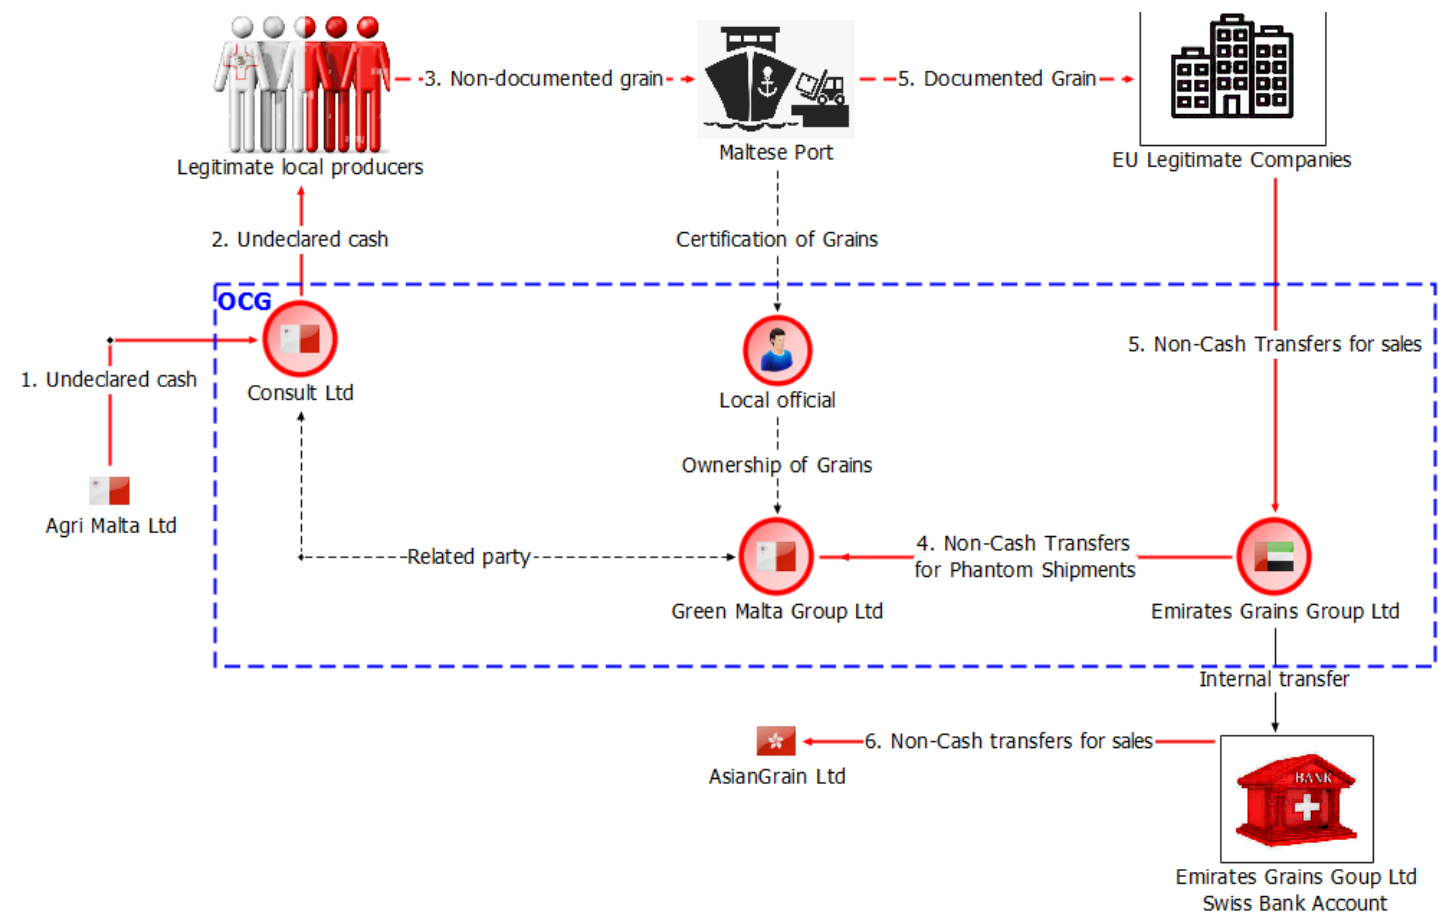 3. Non-documented grain
5. Documented Grain
Legitimate local producers
Maltese Port
EU Legitimate Companies
2. Undeclared cash
Certification of Grains
OCG
1. Undeclared cash
Consult Ltd
Local official
5. Non-Cash Transfers for sales
Ownership of Grains
Agri Malta Ltd
Related party
4. Non-Cash Transfers
for Phantom Shipments
Green Malta Group Ltd
Emirates Grains Group Ltd
Internal transfer
6. Non-Cash transfers for sales
AsianGrain Ltd
BANK
Emirates Grains Goup Ltd
Swiss Bank Account